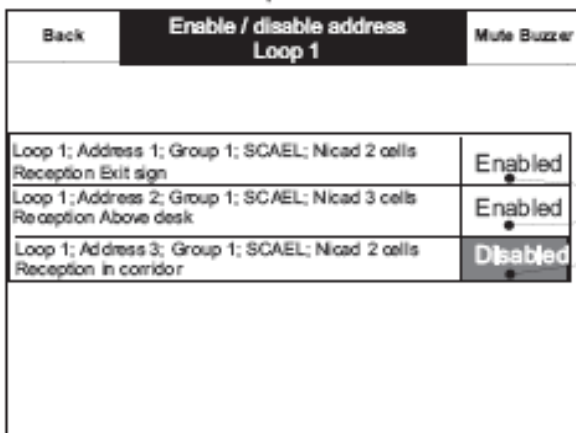 Back
Enable / disable address
Loop 1
Mute Buzzer
Loop 1; Address 1; Group 1; SCAEL; Nicad 2 cells
Reception Exit sign
Enabled
Loop 1; Address 2; Group 1; SCAEL; Nicad 3 cells
Reception Above desk
Enabled
Loop 1; Address 3; Group 1; SCAEL; Nicad 2 cells
Reception in corridor
Disabled